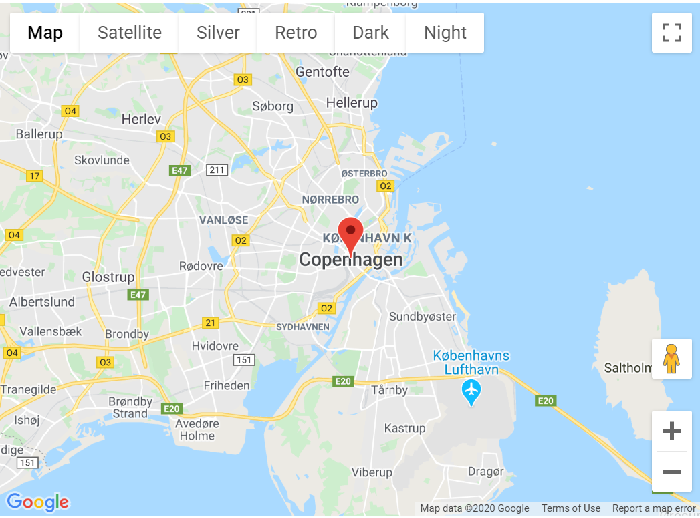 Klampenborg
Map
Satellite
Silver
Retro
Dark
Night
Charlottenlund
Gentofte
O3
Søborg
Hellerup
O4
Herlev
Ballerup
O3
Skovlunde
E47
211
17
ØSTERBRO
O2
NØRREBRO
VANLØSE
O4
O2
KØBENHAVN K
Copenhagen
Rødovre
Glostrup
E47
Albertslund
O2
Sundbyøster
21
SYDHAVNEN
Vallensbæk
Brøndby
Hvidovre
O4
O3
151
Københavns
Lufthavn
Saltholm
E20
Friheden
Tårnby
Tranegilde
Brøndby
Strand
E20
E20
Ishøj
Avedøre
Holme
Kastrup
151
Viberup
Dragør
Google
Map data ©2020 Google
Terms of Use
Report a map error